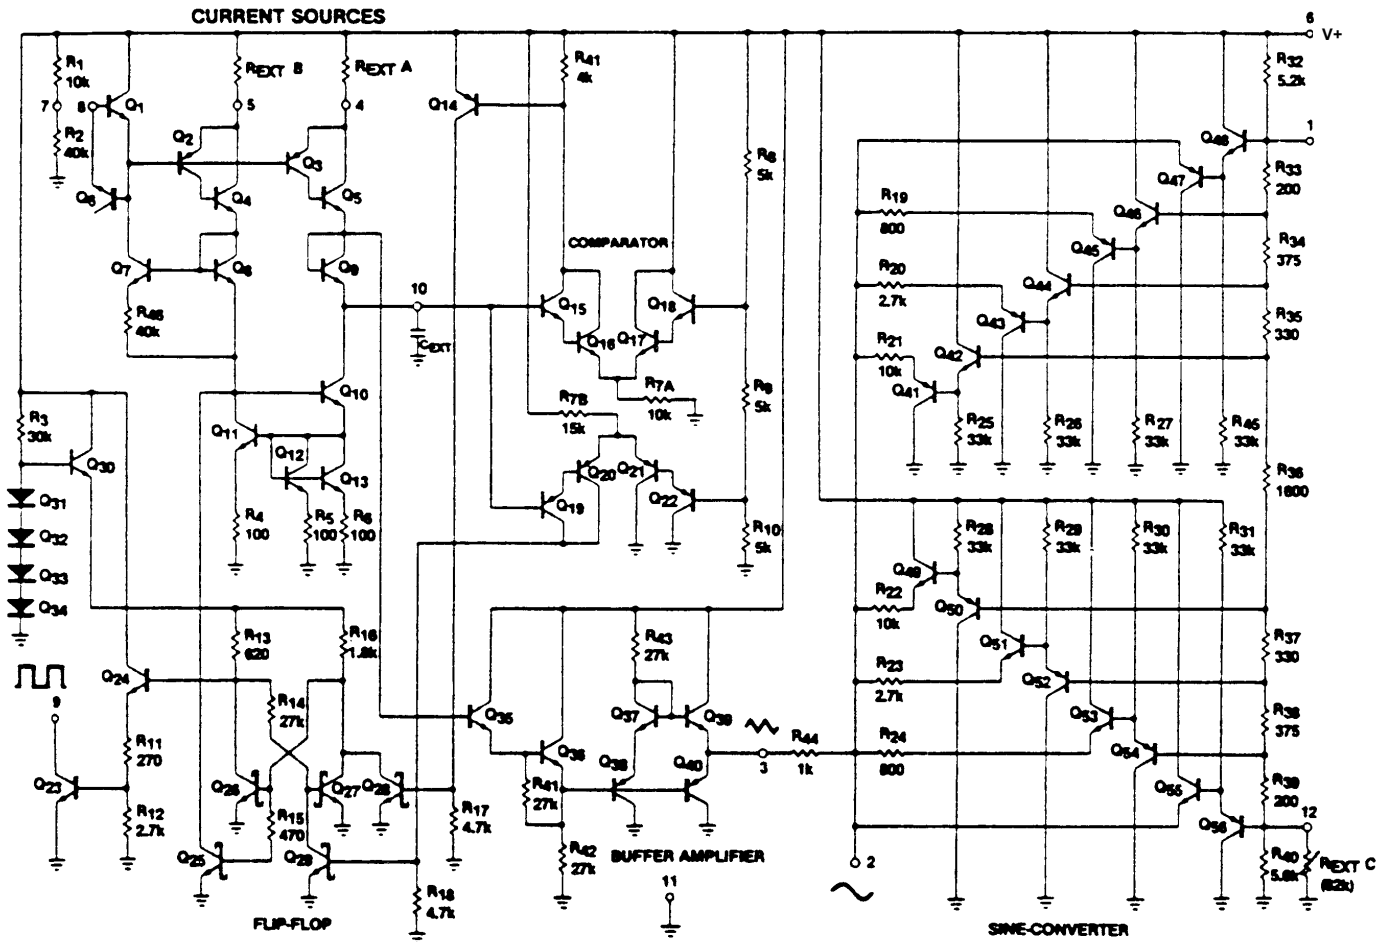 CURRENT SOURCES
6
V+
R1
10k
7
8
Q1
R2
40k
REXT B
5
REXT A
4
Q2
Q3
Q4
Q5
Q6
Q7
Q8
Q9
R46
40k
10
CEXT
Q10
Q11
Q12
Q13
R4
100
R5
100
R6
100
R3
30k
Q30
Q31
Q32
Q33
Q34
Q14
R41
4k
R8
5k
COMPARATOR
Q15
Q16
Q17
Q18
R7A
10k
R7B
15k
R9
5k
Q19
Q20
Q21
Q22
R10
5k
R32
5.2k
1
Q48
Q47
R33
200
R19
800
Q46
Q45
R34
375
R20
2.7k
Q44
Q43
R35
330
R21
10k
Q42
Q41
R25
33k
R26
33k
R27
33k
R45
33k
R36
1600
R28
33k
R29
33k
R30
33k
R31
33k
Q49
R22
10k
Q50
R37
330
Q51
R23
2.7k
Q52
R38
375
Q53
R24
800
Q54
R39
200
Q55
Q56
12
R40
5.6k
REXT C
(82k)
2
SINE-CONVERTER
9
Q24
R13
620
R16
1.8k
R14
27k
R11
270
Q23
R12
2.7k
Q26
Q27
Q28
R15
470
Q25
Q29
R17
4.7k
R18
4.7k
FLIP-FLOP
Q35
Q36
R41
27k
R42
27k
R43
27k
Q37
Q39
Q38
Q40
3
R44
1k
BUFFER AMPLIFIER
11